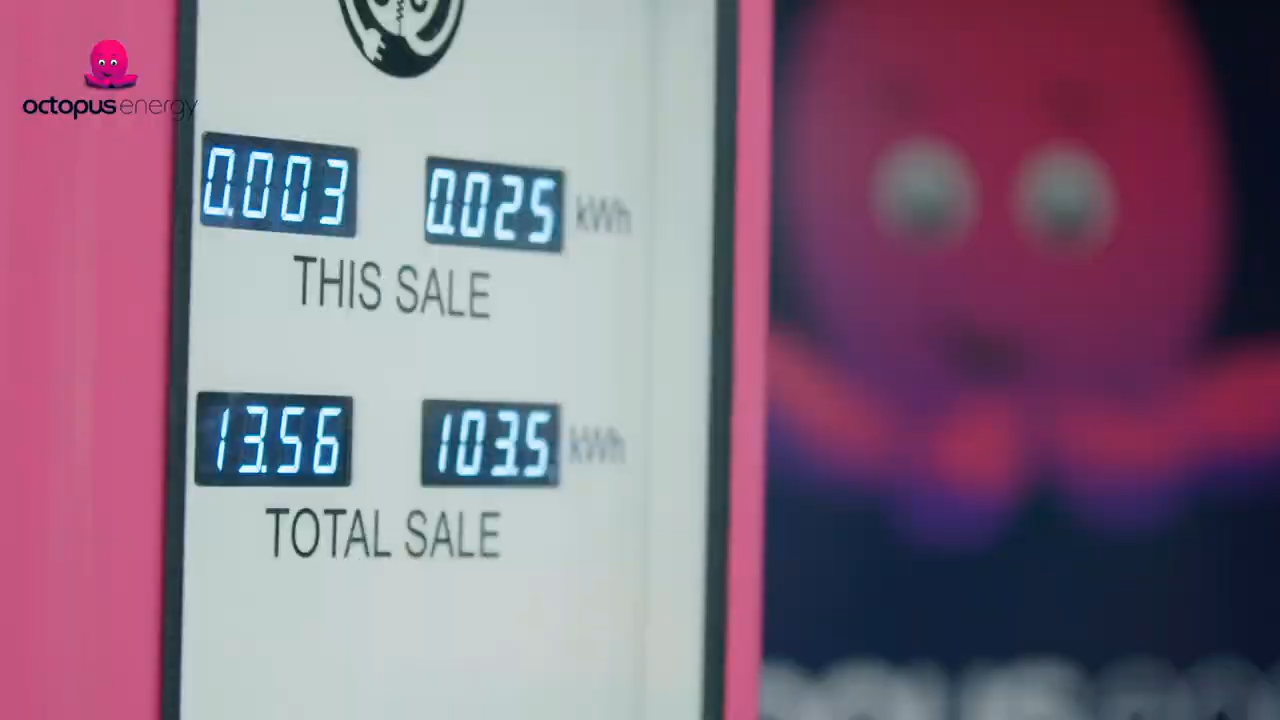 octopus energy
0.003 0.025 kWh
THIS SALE
13.56 103.5 kWh
TOTAL SALE